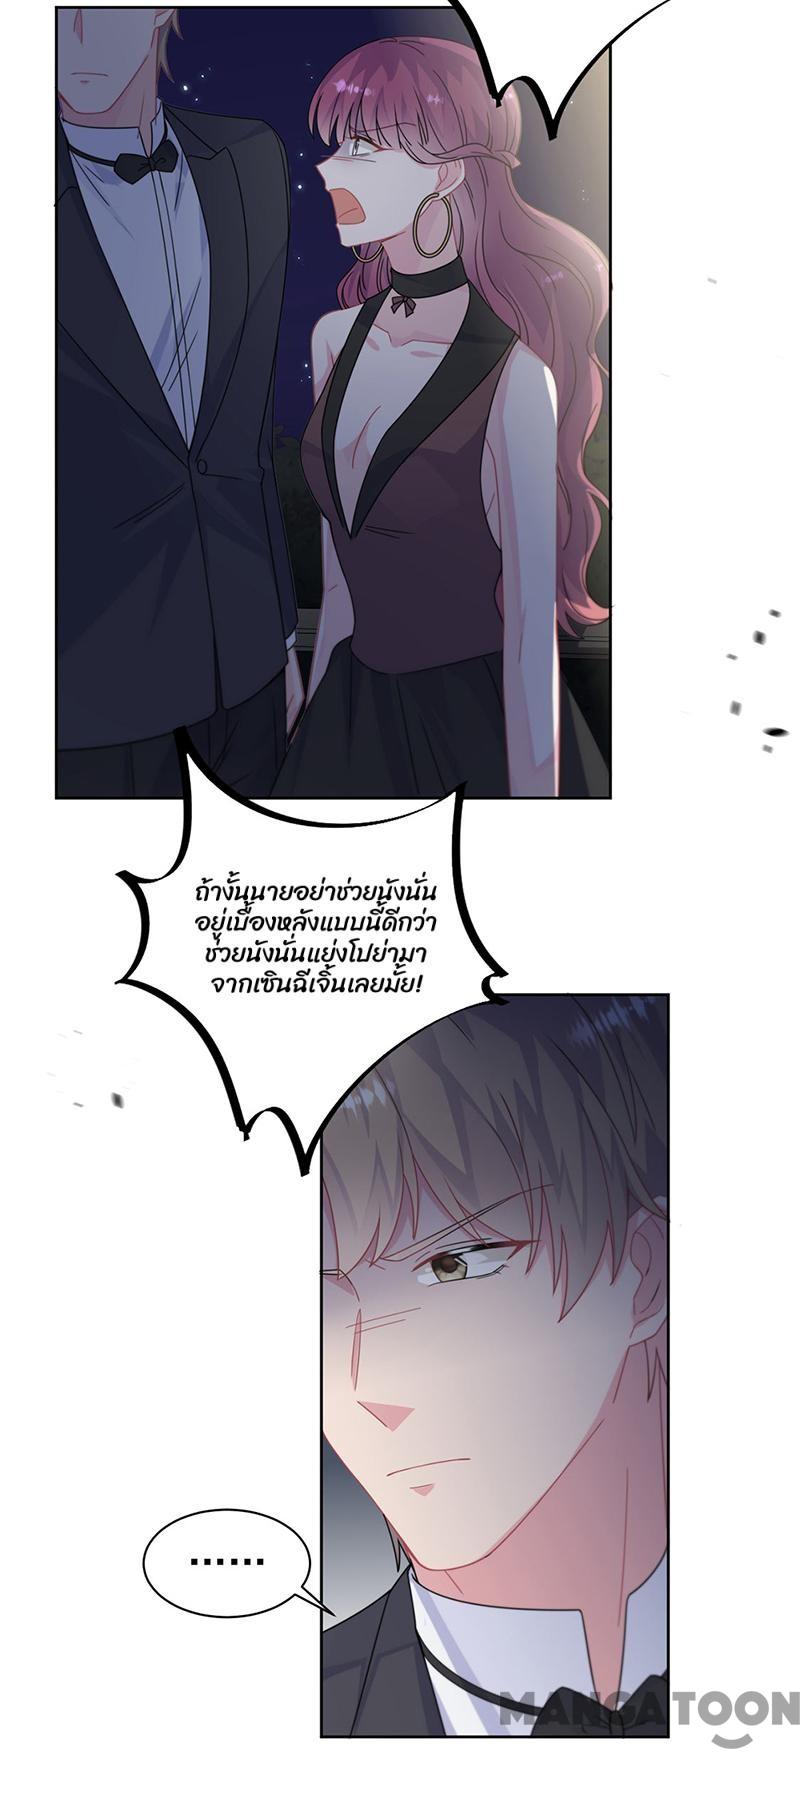 ถ้างั้นนายอย่าช่วยนังนั่น
อยู่เบื้องหลังแบบนี้ดีกว่า
ช่วยนังนั่นแย่งโปย่ามา
จากเซินฉีเจิ้นเลยมั้ย!
......
MANGATOON